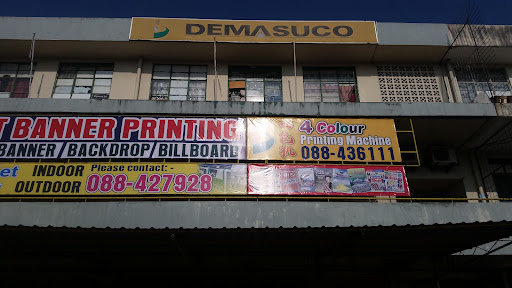 DEMASUCO
T BANNER PRINTING
BANNER / BACKDROP / BILLBOARD
et INDOOR
OUTDOOR
Please contact: -
088-427928
4 Colour
Printing Machine
088-436111